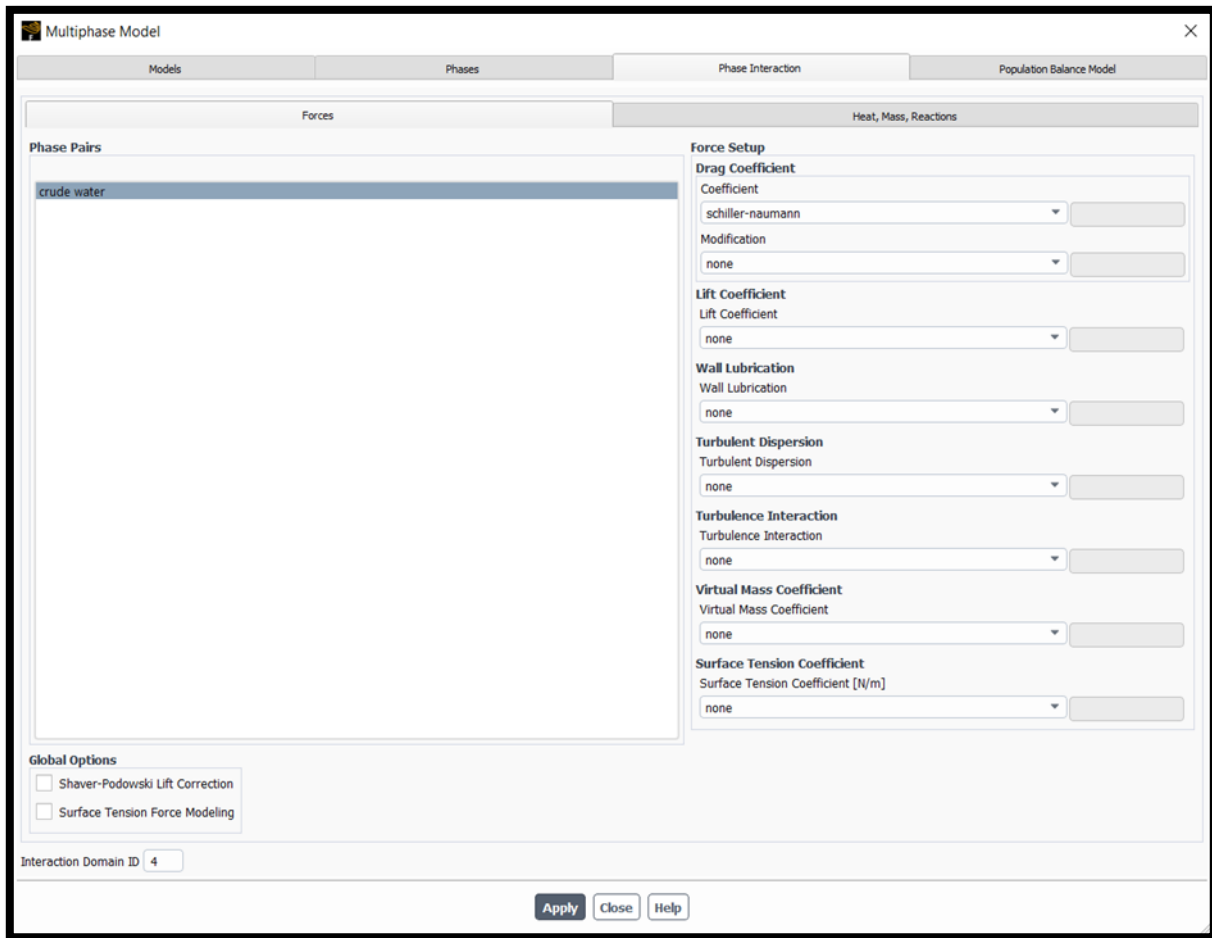 Multiphase Model
Models
Phases
Phase Interaction
Population Balance Model
Forces
Heat, Mass, Reactions
Phase Pairs
crude water
Force Setup
Drag Coefficient
Coefficient
schiller-naumann
Modification
none
Lift Coefficient
Lift Coefficient
none
Wall Lubrication
Wall Lubrication
none
Turbulent Dispersion
Turbulent Dispersion
none
Turbulence Interaction
Turbulence Interaction
none
Virtual Mass Coefficient
Virtual Mass Coefficient
none
Surface Tension Coefficient
Surface Tension Coefficient [N/m]
none
Global Options
Shaver-Podowski Lift Correction
Surface Tension Force Modeling
Interaction Domain ID 4
Apply Close Help